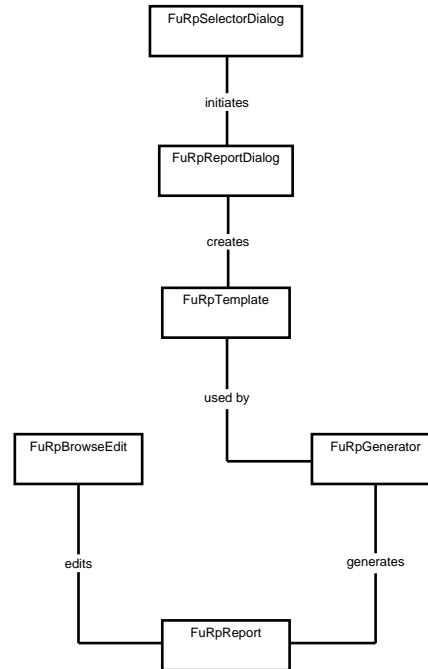 FuRpSelectorDialog
initiates
FuRpReportDialog
creates
FuRpTemplate
used by
FuRpBrowseEdit
FuRpGenerator
edits
generates
FuRpReport